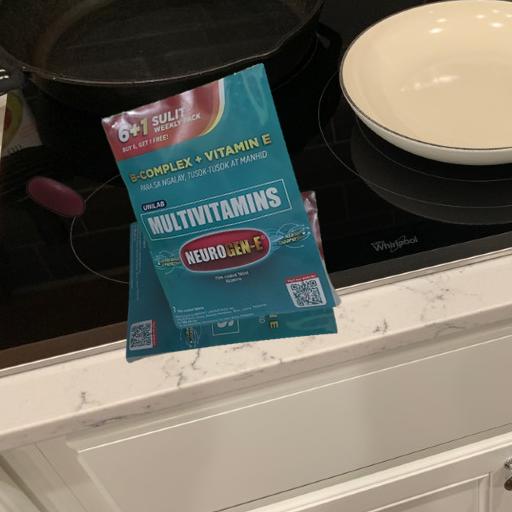 6+1 SULIT
WEEKLY PACK
BUY 6, GET 1 FREE!
B-COMPLEX + VITAMIN E
PARA SA NGALAY, TUSOK-TUSOK AT MANHID
UNILAB
MULTIVITAMINS
NEUROGEN-E
Whirlpool